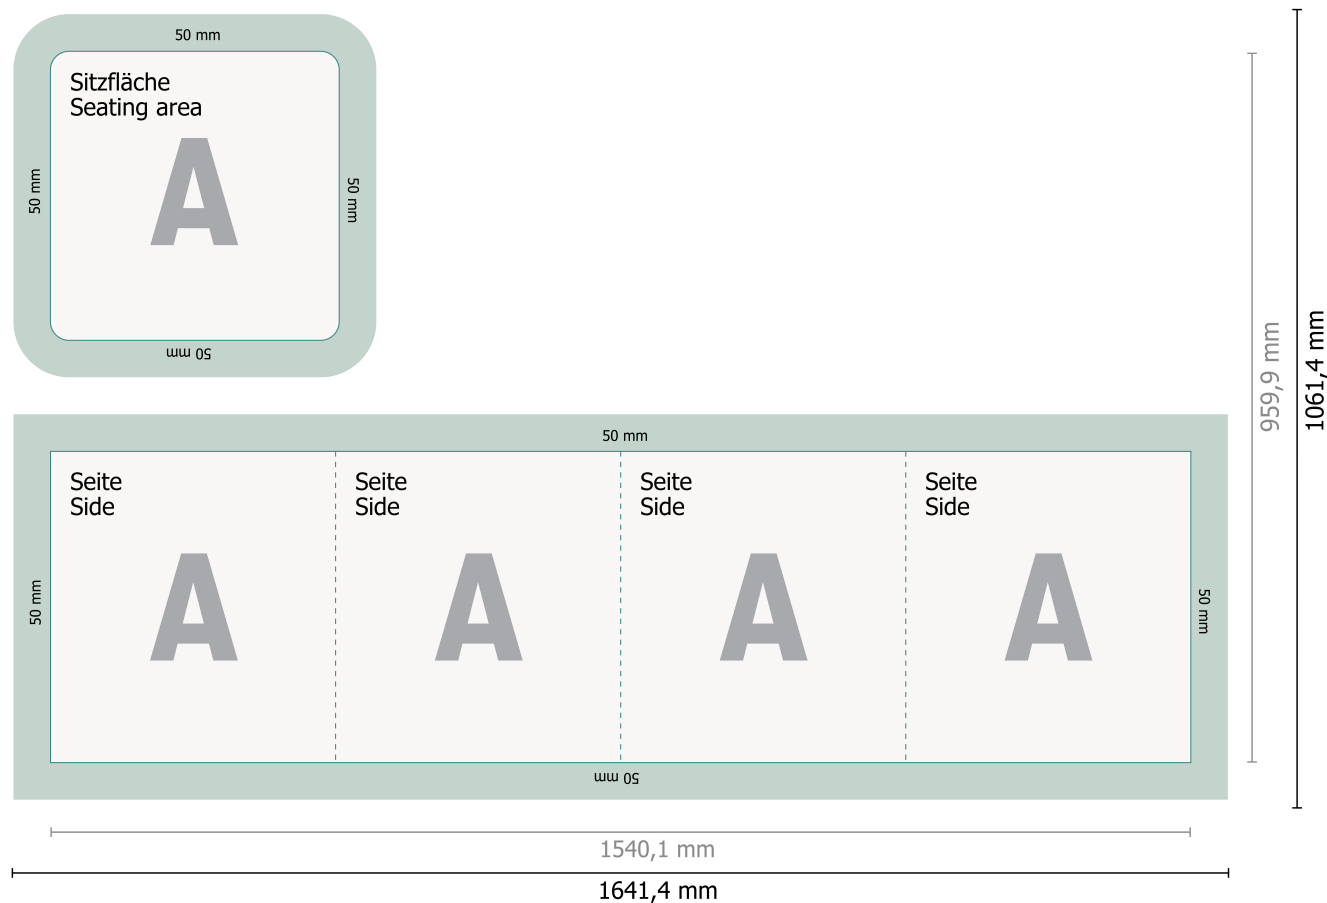 50 mm
Sitzfläche
Seating area
A
50 mm
50 mm
50 mm
959,9 mm
1061,4 mm
50 mm
Seite
Side
A
Seite
Side
A
Seite
Side
A
Seite
Side
A
50 mm
50 mm
50 mm
1540,1 mm
1641,4 mm